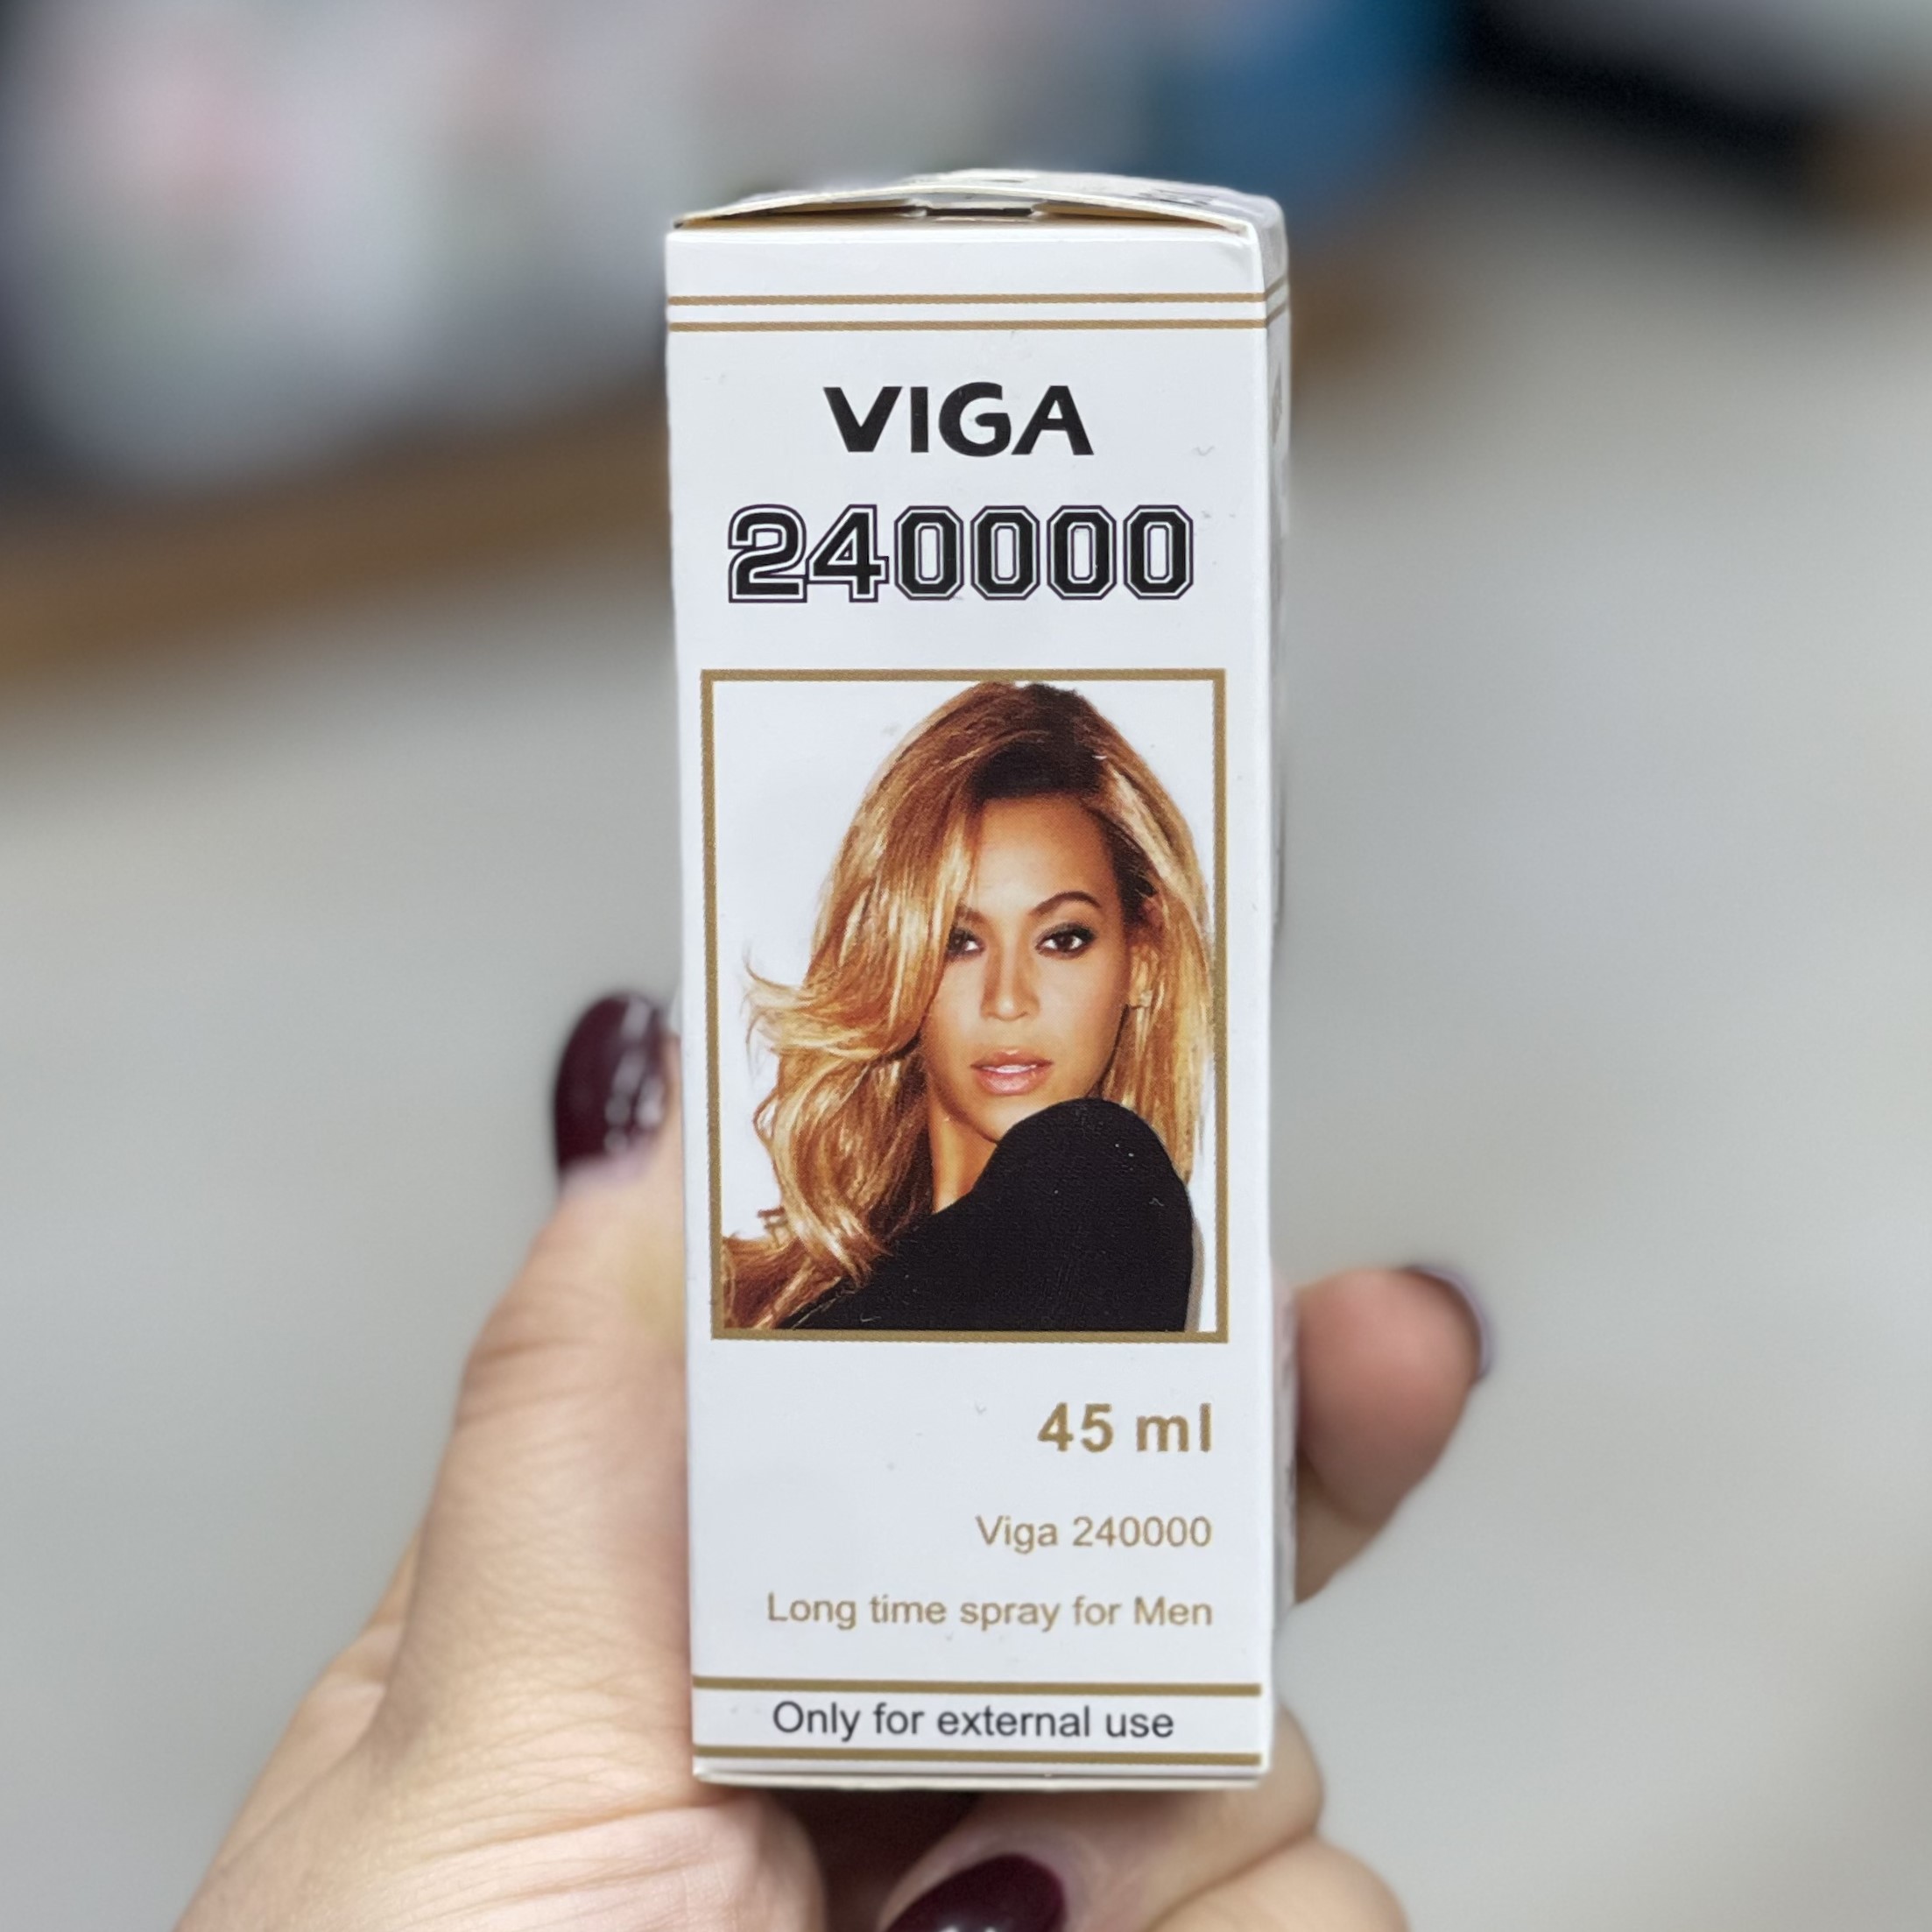 VIGA
240000
45 ml
Viga 240000
Long time spray for Men
Only for external use